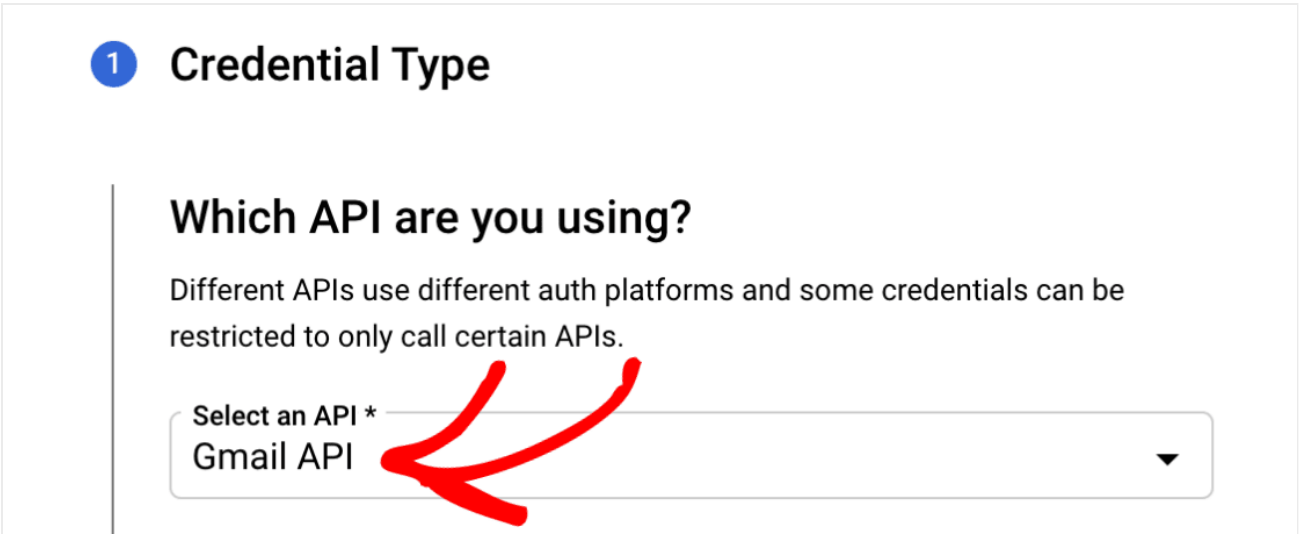 1 Credential Type
Which API are you using?
Different APIs use different auth platforms and some credentials can be
restricted to only call certain APIs.
Select an API *
Gmail API